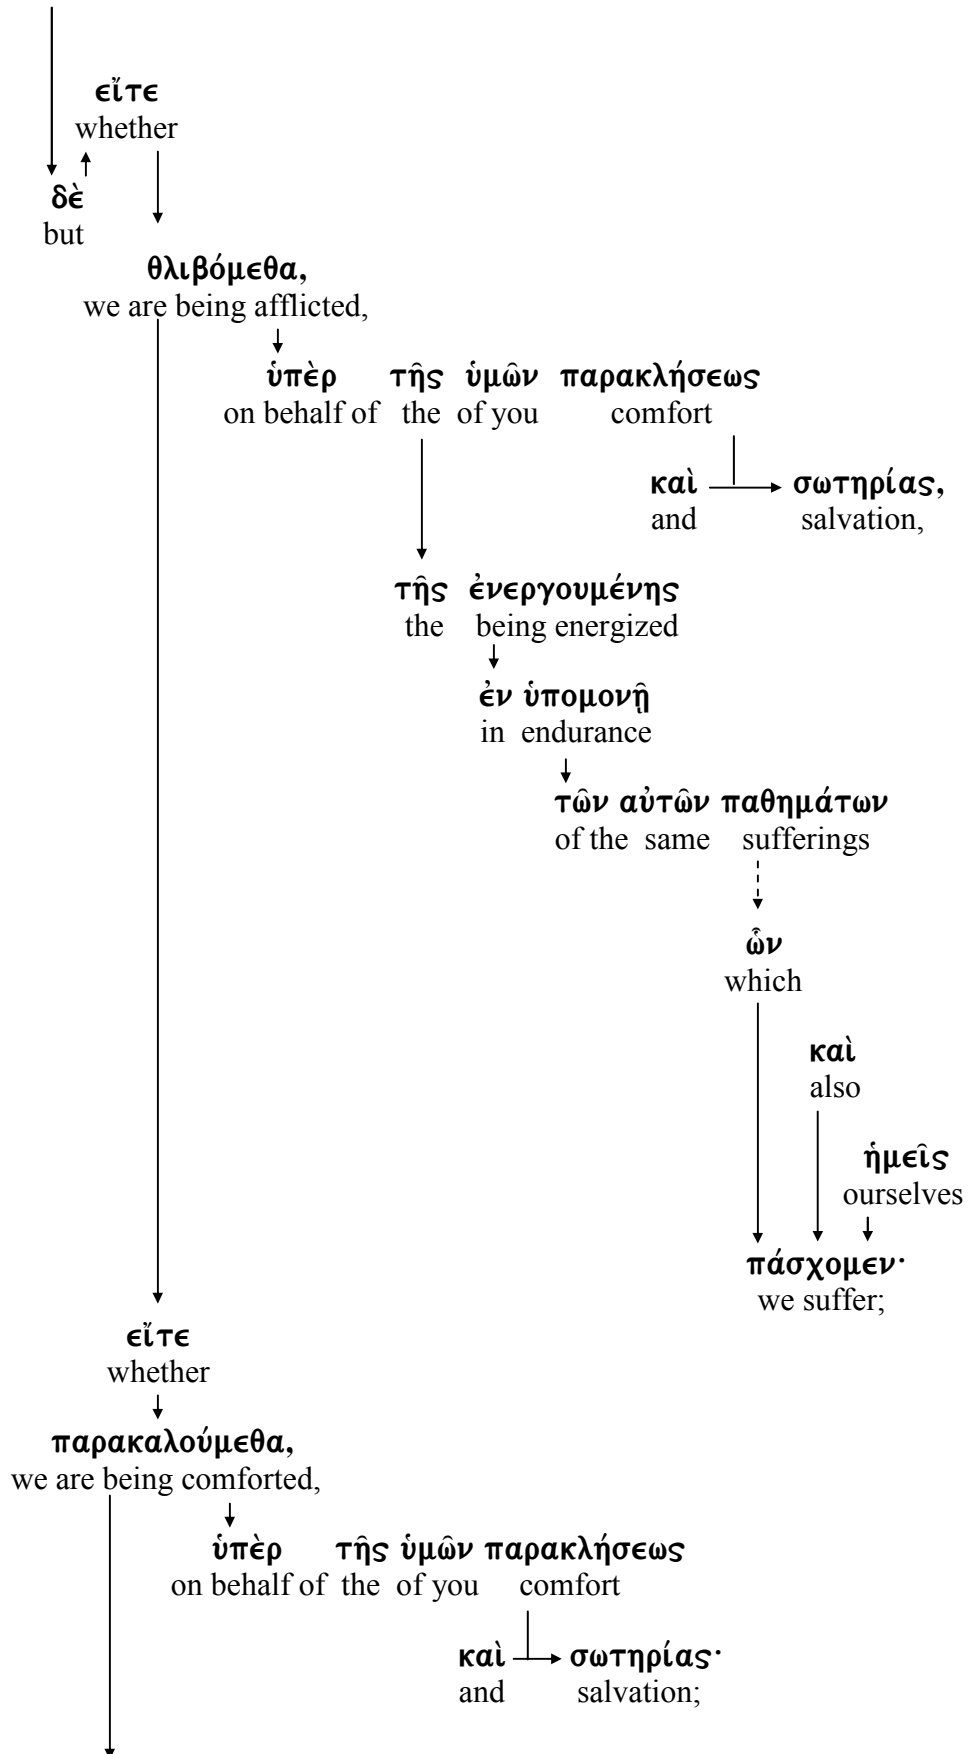 εἴτε
whether
δὲ
but
θλιβόμεθα,
we are being afflicted,
ὑπὲρ τῆς ὑμῶν παρακλήσεως
on behalf of the of you comfort
καὶ σωτηρίας,
and salvation,
τῆς ἐνεργουμένης
the being energized
ἐν ὑπομονῇ
in endurance
τῶν αὐτῶν παθημάτων
of the same sufferings
ὧν
which
καὶ
also
ἡμεῖς
ourselves
πάσχομεν·
we suffer;
εἴτε
whether
παρακαλούμεθα,
we are being comforted,
ὑπὲρ τῆς ὑμῶν παρακλήσεως
on behalf of the of you comfort
καὶ σωτηρίας·
and salvation;